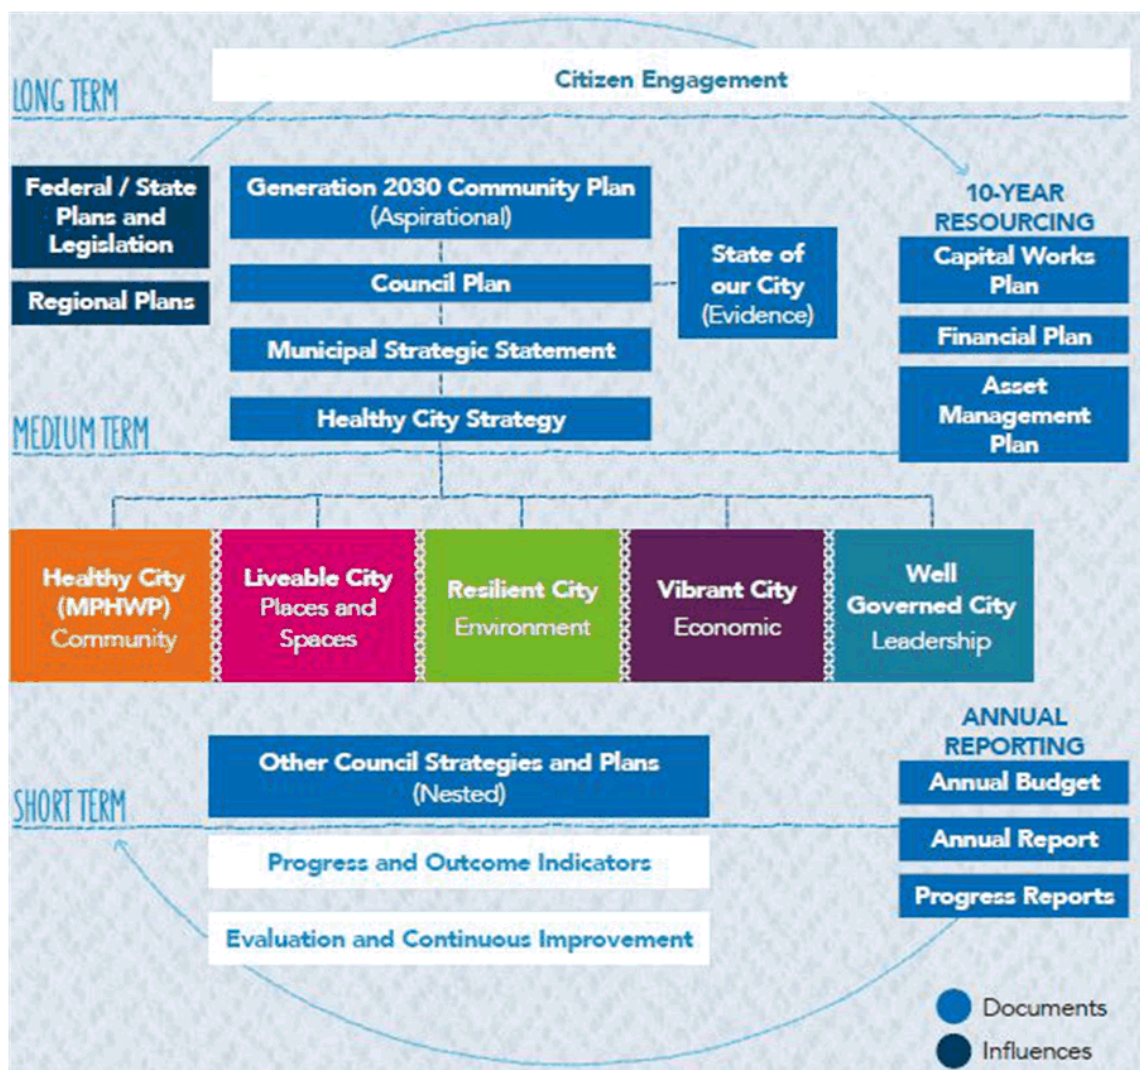 Citizen Engagement
LONG TERM
Federal / State
Plans and
Legislation
Regional Plans
Generation 2030 Community Plan
(Aspirational)
Council Plan
Municipal Strategic Statement
Healthy City Strategy
State of
our City
(Evidence)
10-YEAR
RESOURCING
Capital Works
Plan
Financial Plan
Asset
Management
Plan
MEDIUM TERM
Healthy City
(MPHWP)
Community
Liveable City
Places and
Spaces
Resilient City
Environment
Vibrant City
Economic
Well
Governed City
Leadership
Other Council Strategies and Plans
(Nested)
SHORT TERM
Progress and Outcome Indicators
Evaluation and Continuous Improvement
ANNUAL
REPORTING
Annual Budget
Annual Report
Progress Reports
Documents
Influences